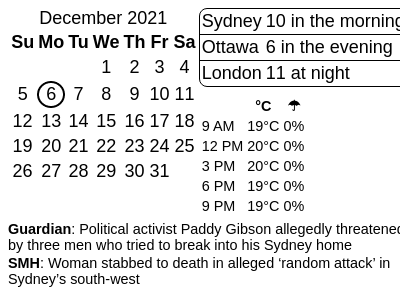 December 2021
Su Mo Tu We Th Fr Sa
1 2 3 4
5 6 7 8 9 10 11
12 13 14 15 16 17 18
19 20 21 22 23 24 25
26 27 28 29 30 31
Sydney 10 in the morning
Ottawa 6 in the evening
London 11 at night
°C ☂
9 AM 19°C 0%
12 PM 20°C 0%
3 PM 20°C 0%
6 PM 19°C 0%
9 PM 19°C 0%
Guardian: Political activist Paddy Gibson allegedly threatened
by three men who tried to break into his Sydney home
SMH: Woman stabbed to death in alleged ‘random attack’ in
Sydney’s south-west